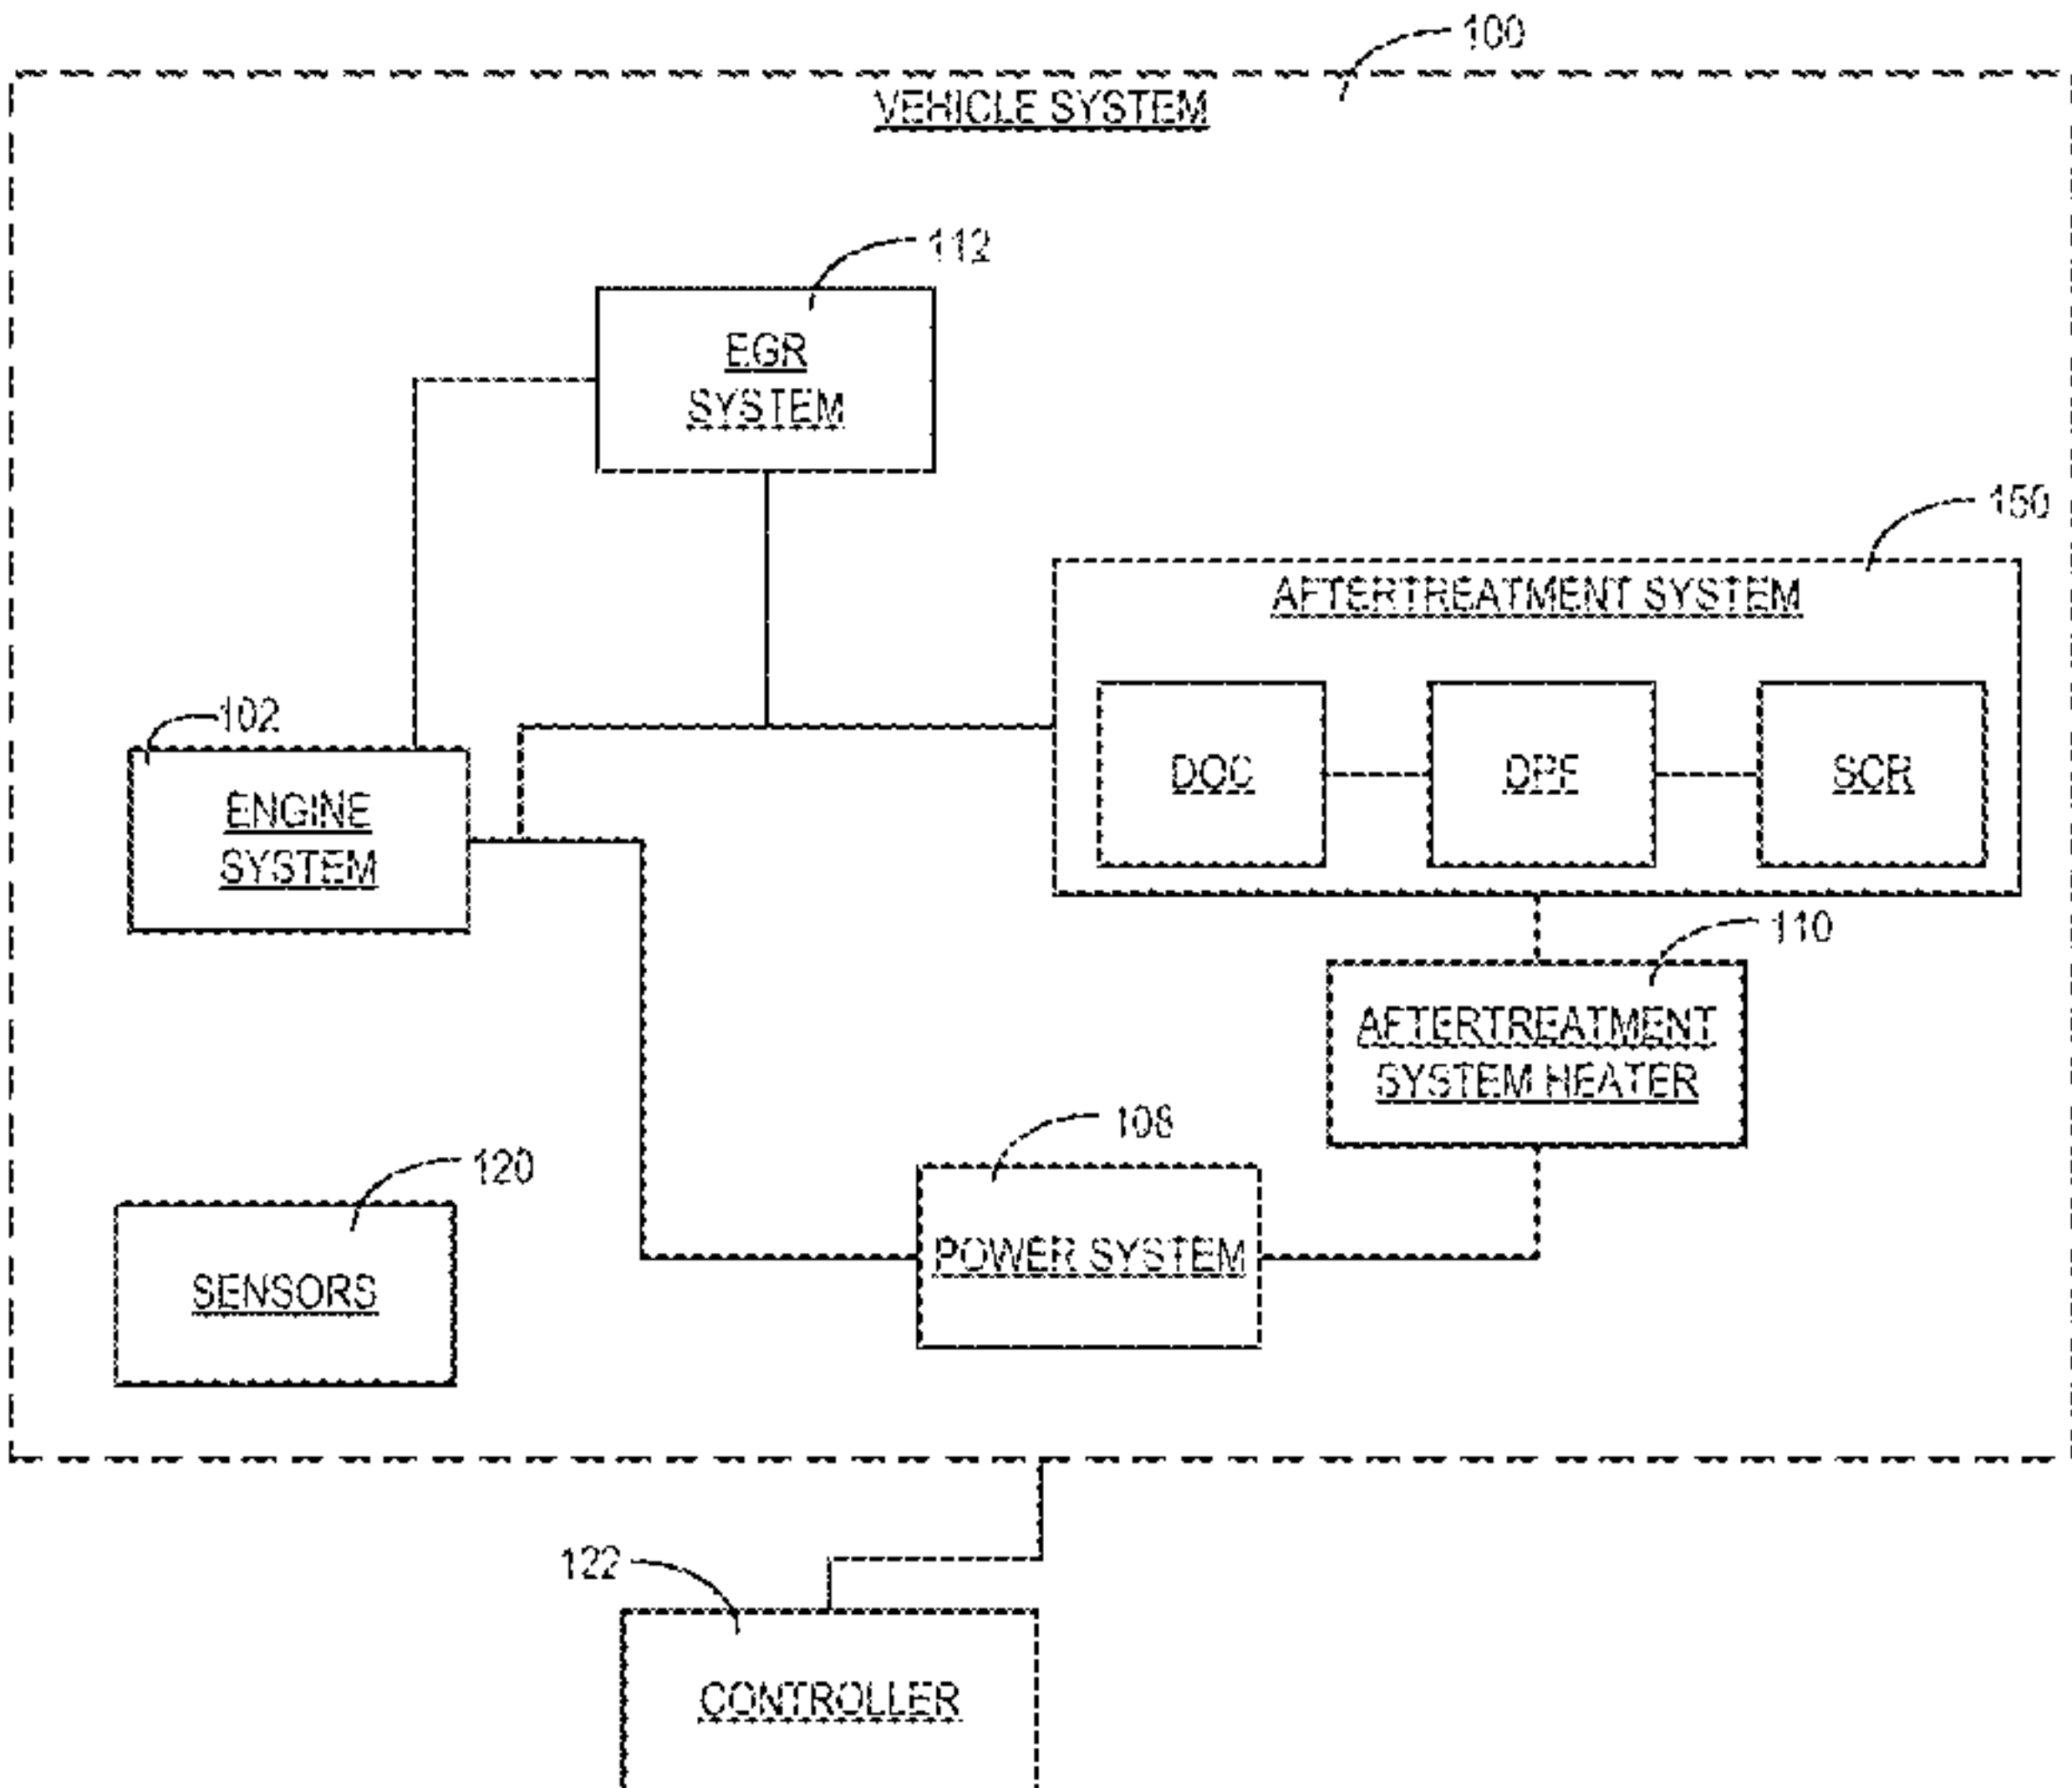 100
VEHICLE SYSTEM
112
EGR
SYSTEM
150
AFTERTREATMENT SYSTEM
102
DOC
DPF
SCR
ENGINE
SYSTEM
110
AFTERTREATMENT
SYSTEM HEATER
108
120
POWER SYSTEM
SENSORS
122
CONTROLLER